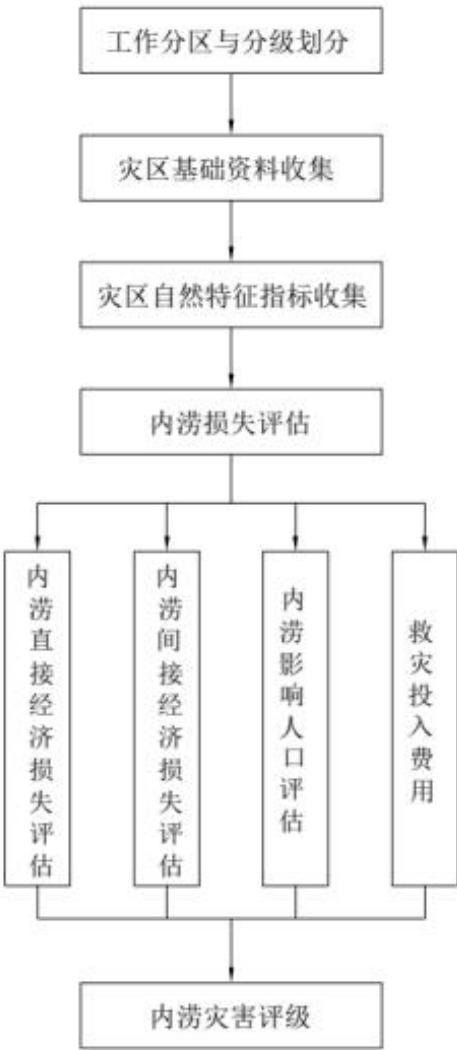 工作分区与分级划分
灾区基础资料收集
灾区自然特征指标收集
内涝损失评估
内涝直接经济损失评估
内涝间接经济损失评估
内涝影响人口评估
救灾投入费用
内涝灾害评级